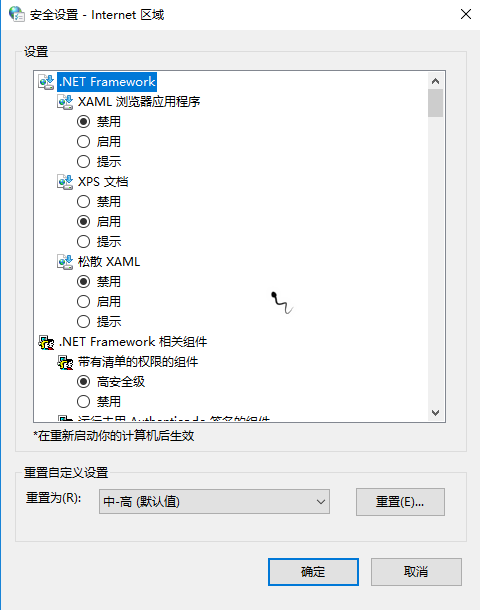 安全设置 - Internet 区域
设置
.NET Framework
XAML 浏览器应用程序
禁用
启用
提示
XPS 文档
禁用
启用
提示
松散 XAML
禁用
启用
提示
.NET Framework 相关组件
带有清单的权限的组件
高安全级
禁用
运行未用 Authenticode 签名的组件
*在重新启动你的计算机后生效
重置自定义设置
重置为(R):
中-高 (默认值)
重置(E)...
确定
取消